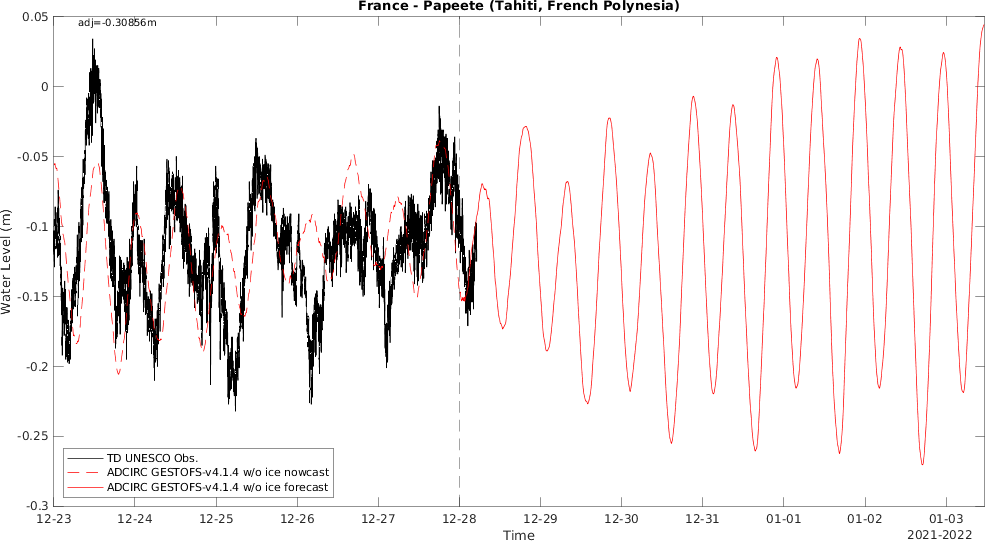 France - Papeete (Tahiti, French Polynesia)
adj=-0.30856m
0.05
0
-0.05
-0.1
-0.15
-0.2
-0.25
-0.3
Water Level (m)
TD UNESCO Obs.
ADCIRC GESTOFS-v4.1.4 w/o ice nowcast
ADCIRC GESTOFS-v4.1.4 w/o ice forecast
12-23 12-24 12-25 12-26 12-27 12-28 12-29 12-30 12-31 01-01 01-02 01-03
Time
2021-2022